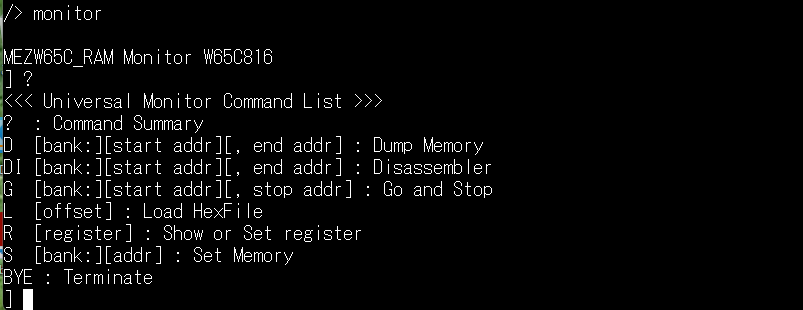 /> monitor
MEZW65C_RAM Monitor W65C816
] ?
<<< Universal Monitor Command List >>>
?  : Command Summary
D  [bank:][start addr][, end addr] : Dump Memory
DI [bank:][start addr][, end addr] : Disassembler
G  [bank:][start addr][, stop addr] : Go and Stop
L  [offset] : Load HexFile
R  [register] : Show or Set register
S  [bank:][addr] : Set Memory
BYE : Terminate
]